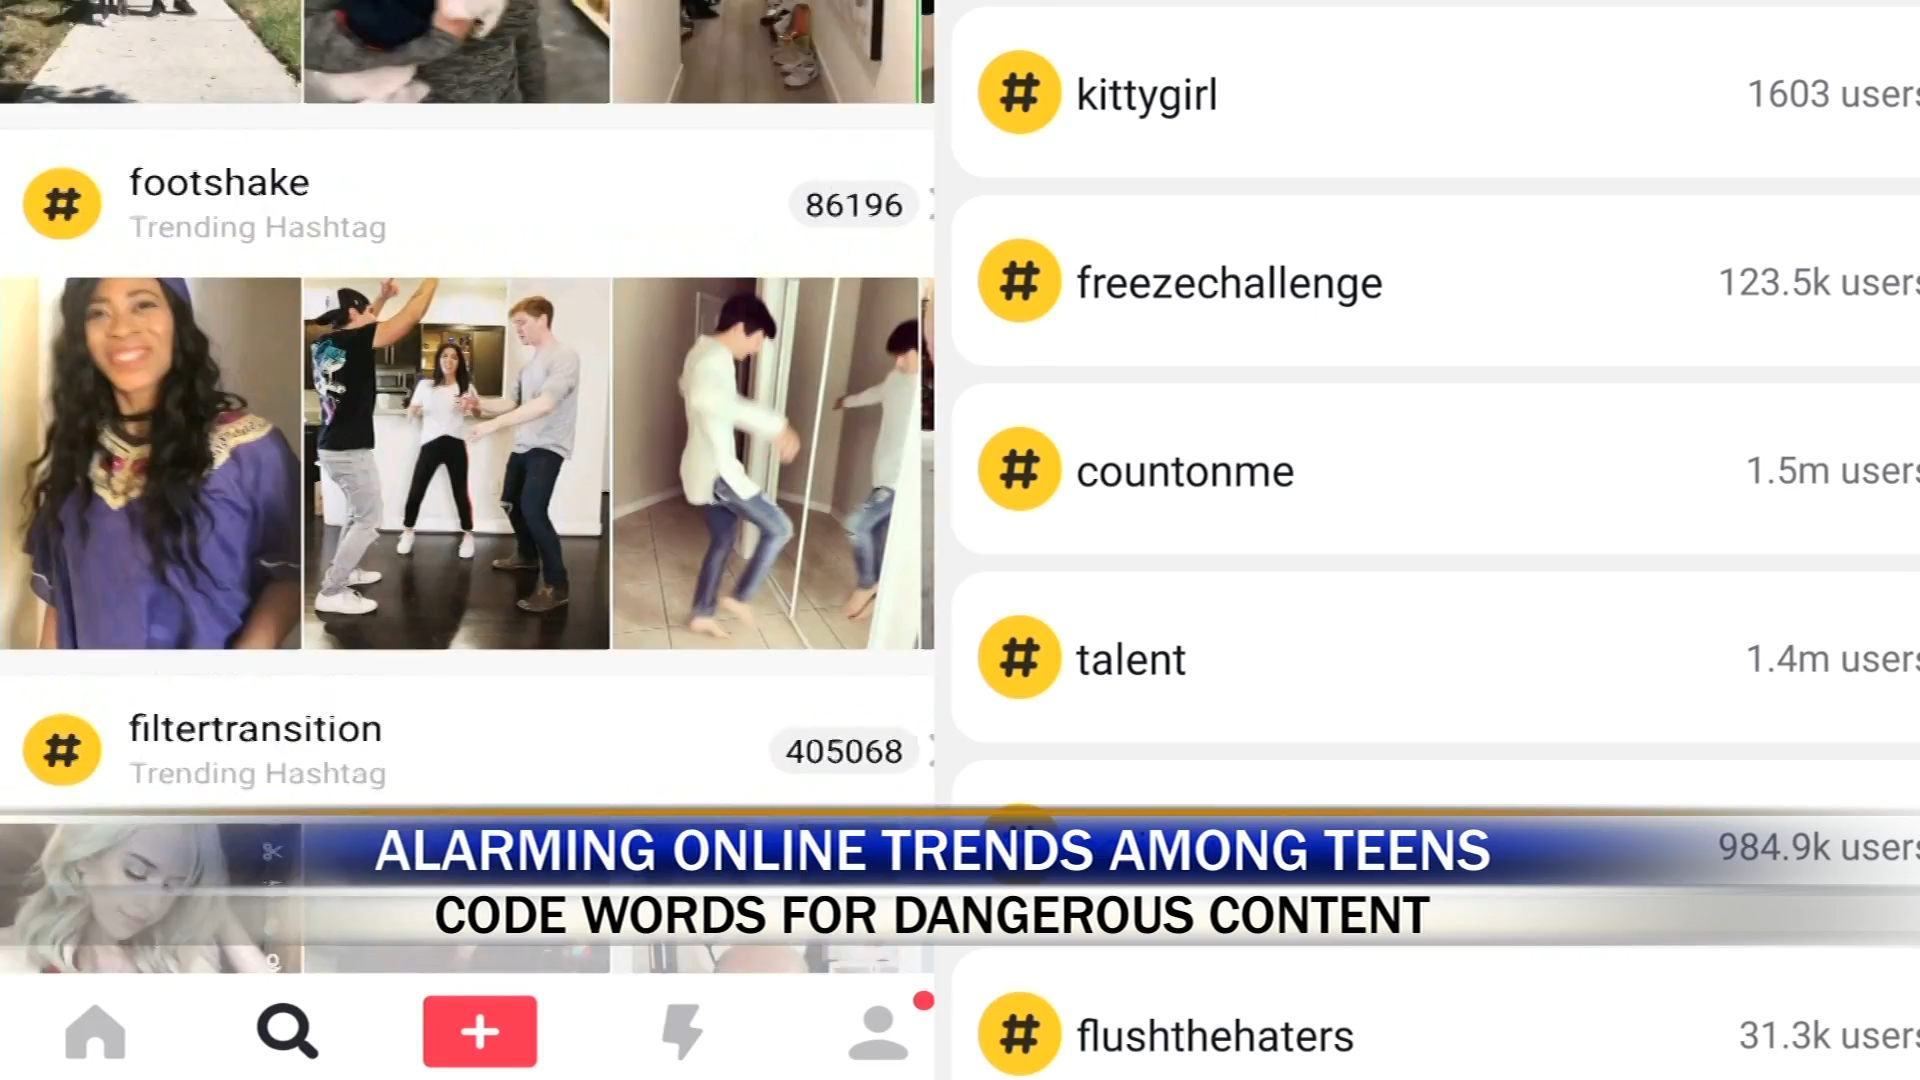 footshake
Trending Hashtag
86196
filtertransition
Trending Hashtag
405068
# kittygirl
1603 users
# freezechallenge
123.5k users
# countonme
1.5m users
# talent
1.4m users
984.9k users
# flushthehaters
31.3k users
ALARMING ONLINE TRENDS AMONG TEENS
CODE WORDS FOR DANGEROUS CONTENT